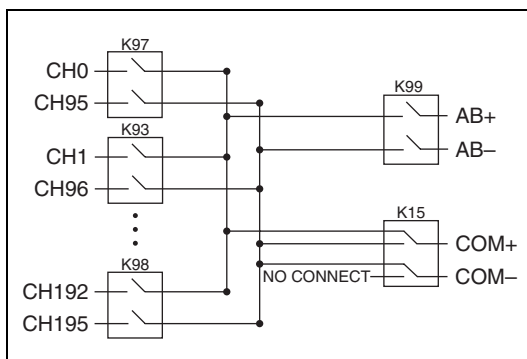 K97
CH0
CH95
K93
CH1
CH96
K98
CH192
CH195
K99
AB+
AB–
K15
COM+
NO CONNECT
COM–